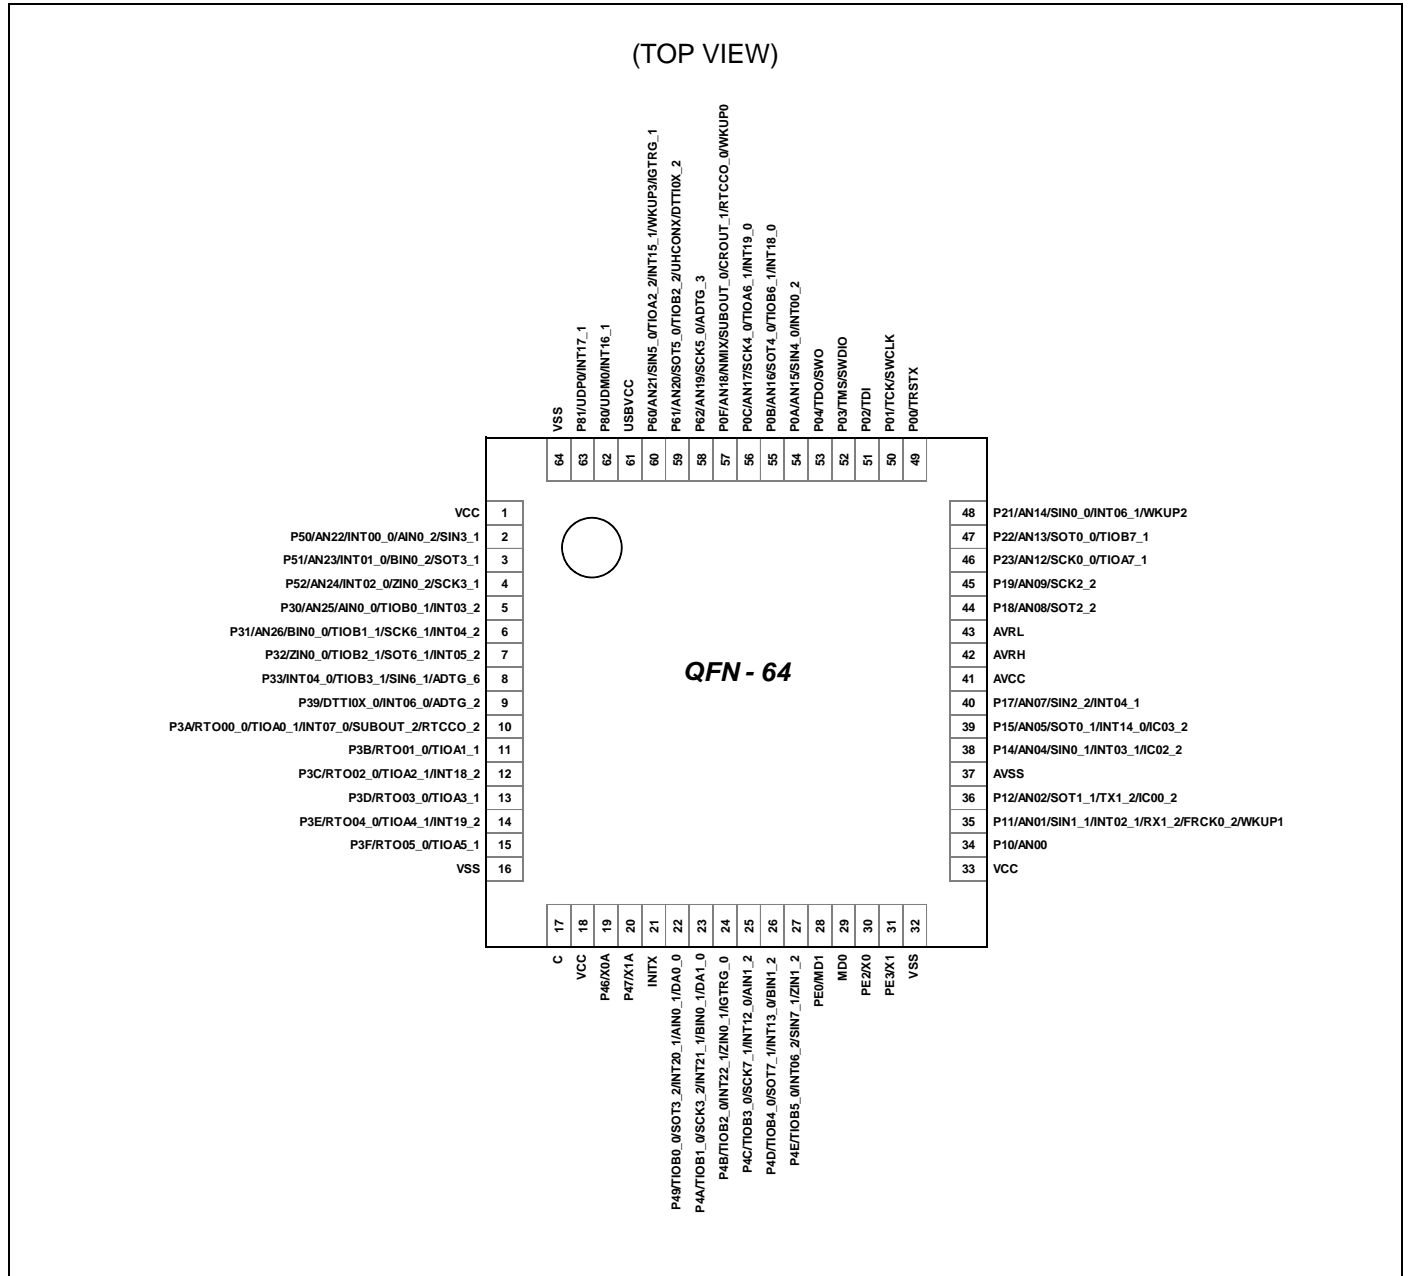 (TOP VIEW)
VSS
P81/UDP0/INT17_1
P80/UDM0/INT16_1
USBVCC
P60/AN21/SIN5_0/TIOA2_2/INT15_1/WKUP3/IGTRG_1
P61/AN20/SOT5_0/TIOB2_2/UHCONX/DTTI0X_2
P62/AN19/SCK5_0/ADTG_3
P0F/AN18/NMIX/SUBOUT_0/CROUT_1/RTCCO_0/WKUP0
P0C/AN17/SCK4_0/TIOA6_1/INT19_0
P0B/AN16/SOT4_0/TIOB6_1/INT18_0
P0A/AN15/SIN4_0/INT00_2
P04/TDO/SWO
P03/TMS/SWDIO
P02/TDI
P01/TCK/SWCLK
P00/TRSTX
64 63 62 61 60 59 58 57 56 55 54 53 52 51 50 49
VCC 1
P50/AN22/INT00_0/AIN0_2/SIN3_1 2
P51/AN23/INT01_0/BIN0_2/SOT3_1 3
P52/AN24/INT02_0/ZIN0_2/SCK3_1 4
P30/AN25/AIN0_0/TIOB0_1/INT03_2 5
P31/AN26/BIN0_0/TIOB1_1/SCK6_1/INT04_2 6
P32/ZIN0_0/TIOB2_1/SOT6_1/INT05_2 7
P33/INT04_0/TIOB3_1/SIN6_1/ADTG_6 8
P39/DTTI0X_0/INT06_0/ADTG_2 9
P3A/RTO00_0/TIOA0_1/INT07_0/SUBOUT_2/RTCCO_2 10
P3B/RTO01_0/TIOA1_1 11
P3C/RTO02_0/TIOA2_1/INT18_2 12
P3D/RTO03_0/TIOA3_1 13
P3E/RTO04_0/TIOA4_1/INT19_2 14
P3F/RTO05_0/TIOA5_1 15
VSS 16
QFN - 64
48 P21/AN14/SIN0_0/INT06_1/WKUP2
47 P22/AN13/SOT0_0/TIOB7_1
46 P23/AN12/SCK0_0/TIOA7_1
45 P19/AN09/SCK2_2
44 P18/AN08/SOT2_2
43 AVRL
42 AVRH
41 AVCC
40 P17/AN07/SIN2_2/INT04_1
39 P15/AN05/SOT0_1/INT14_0/IC03_2
38 P14/AN04/SIN0_1/INT03_1/IC02_2
37 AVSS
36 P12/AN02/SOT1_1/TX1_2/IC00_2
35 P11/AN01/SIN1_1/INT02_1/RX1_2/FRCK0_2/WKUP1
34 P10/AN00
33 VCC
17 18 19 20 21 22 23 24 25 26 27 28 29 30 31 32
C
VCC
P46/X0A
P47/X1A
INITX
P49/TIOB0_0/SOT3_2/INT20_1/AIN0_1/DA0_0
P4A/TIOB1_0/SCK3_2/INT21_1/BIN0_1/DA1_0
P4B/TIOB2_0/INT22_1/ZIN0_1/IGTRG_0
P4C/TIOB3_0/SCK7_1/INT12_0/AIN1_2
P4D/TIOB4_0/SOT7_1/INT13_0/BIN1_2
P4E/TIOB5_0/INT06_2/SIN7_1/ZIN1_2
PE0/MD1
MD0
PE2/X0
PE3/X1
VSS